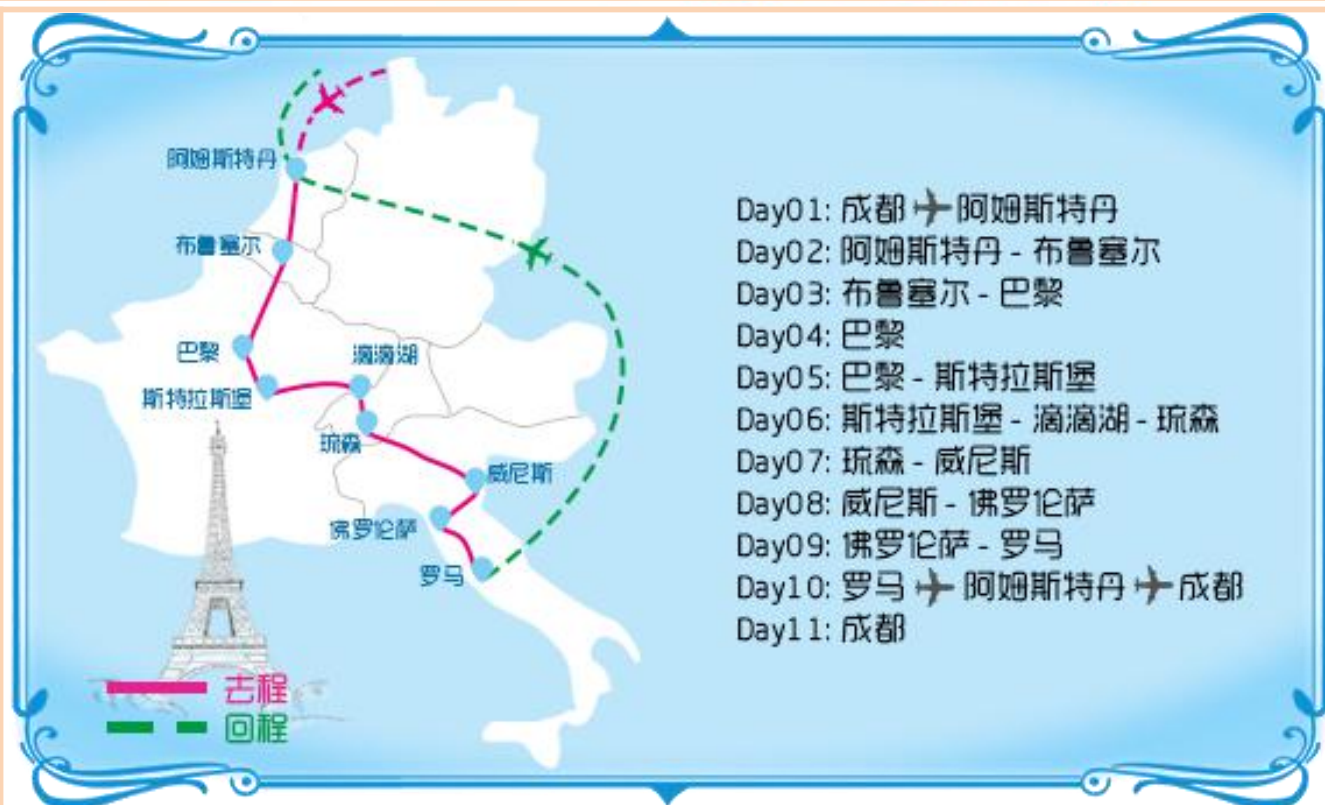 阿姆斯特丹
布鲁塞尔
巴黎
滴滴湖
斯特拉斯堡
琉森
威尼斯
佛罗伦萨
罗马
去程
回程
Day01: 成都 阿姆斯特丹
Day02: 阿姆斯特丹 - 布鲁塞尔
Day03: 布鲁塞尔 - 巴黎
Day04: 巴黎
Day05: 巴黎 - 斯特拉斯堡
Day06: 斯特拉斯堡 - 滴滴湖 - 琉森
Day07: 琉森 - 威尼斯
Day08: 威尼斯 - 佛罗伦萨
Day09: 佛罗伦萨 - 罗马
Day10: 罗马 阿姆斯特丹 成都
Day11: 成都